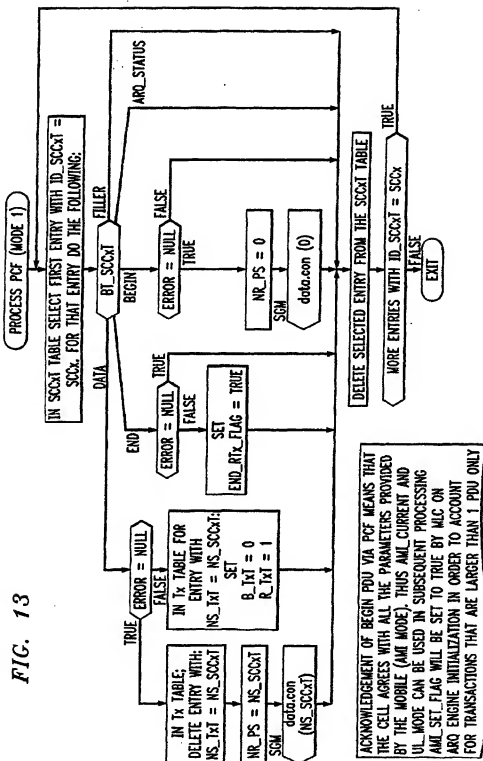 FIG. 13
PROCESS PCF (MODE 1)
IN SCCxT TABLE SELECT FIRST ENTRY WITH ID_SCCxT =
SCCx. FOR THAT ENTRY DO THE FOLLOWING:
BT_SCCxT
DATA
END
BEGIN
FILLER
ARQ_STATUS
ERROR = NULL
TRUE
FALSE
IN Tx TABLE;
DELETE ENTRY WITH:
NS_TxT = NS_SCCxT
NR_PS = NS_SCCxT
SGM
data.con
(NS_SCCxT)
IN Tx TABLE FOR
ENTRY WITH
NS_TxT = NS_SCCxT:
SET
B_TxT = 0
R_TxT = 1
ERROR = NULL
TRUE
FALSE
SET
END_RTx_FLAG = TRUE
ERROR = NULL
FALSE
TRUE
NR_PS = 0
SGM
data.con (0)
DELETE SELECTED ENTRY FROM THE SCCxT TABLE
MORE ENTRIES WITH ID_SCCxT = SCCx
TRUE
FALSE
EXIT
ACKNOWLEDGEMENT OF BEGIN PDU VIA PCF MEANS THAT
THE CELL AGREES WITH ALL THE PARAMETERS PROVIDED
BY THE MOBILE (AMI MODE). THUS AMI_CURRENT AND
UL_MODE CAN BE USED IN SUBSEQUENT PROCESSING
AMI_SET_FLAG WILL BE SET TO TRUE BY MLC ON
ARQ ENGINE INITIALIZATION IN ORDER TO ACCOUNT
FOR TRANSACTIONS THAT ARE LARGER THAN 1 PDU ONLY